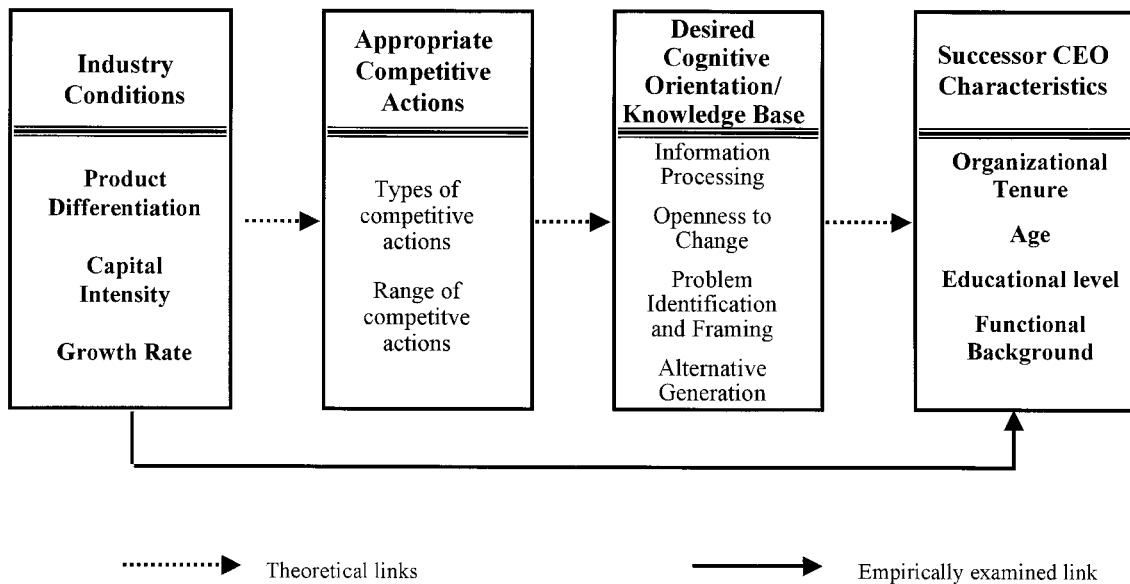 Industry
Conditions
Product
Differentiation
Capital
Intensity
Growth Rate
Appropriate
Competitive
Actions
Types of
competitive
actions
Range of
competitve
actions
Desired
Cognitive
Orientation/
Knowledge Base
Information
Processing
Openness to
Change
Problem
Identification
and Framing
Alternative
Generation
Successor CEO
Characteristics
Organizational
Tenure
Age
Educational level
Functional
Background
Theoretical links
Empirically examined link